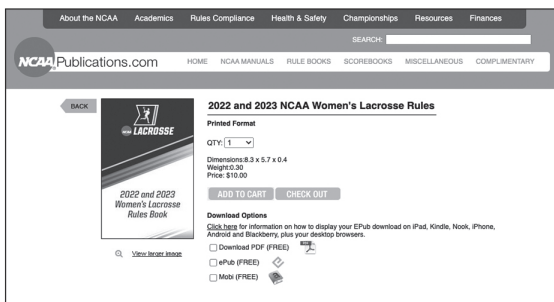 About the NCAA Academics Rules Compliance Health & Safety Championships Resources Finances
SEARCH:
NCAA Publications.com HOME NCAA MANUALS RULE BOOKS SCOREBOOKS MISCELLANEOUS COMPLIMENTARY
BACK
NCAA LACROSSE
2022 and 2023
Women's Lacrosse
Rules Book
View larger image
2022 and 2023 NCAA Women's Lacrosse Rules
Printed Format
QTY: 1
Dimensions:8.3 x 5.7 x 0.4
Weight:0.30
Price: $10.00
ADD TO CART CHECK OUT
Download Options
Click here for information on how to display your EPub download on iPad, Kindle, Nook, iPhone,
Android and Blackberry, plus your desktop browsers.
Download PDF (FREE)
ePub (FREE)
Mobi (FREE)